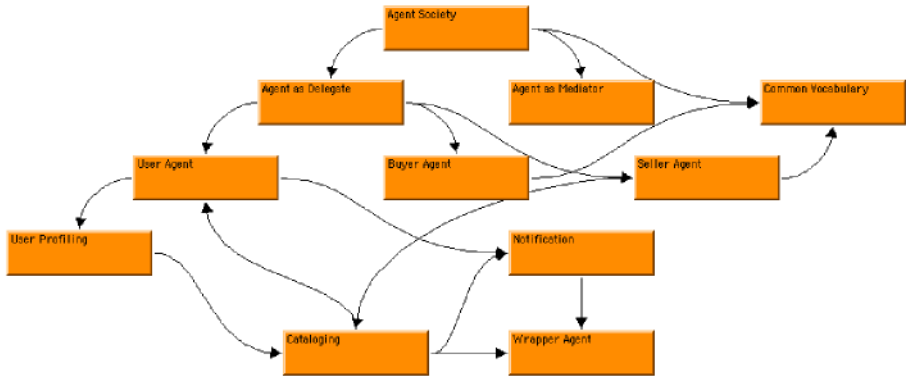 Agent Society
Agent as Delegate
Agent as Mediator
Common Vocabulary
User Agent
Buyer Agent
Seller Agent
User Profiling
Notification
Cataloging
Wrapper Agent